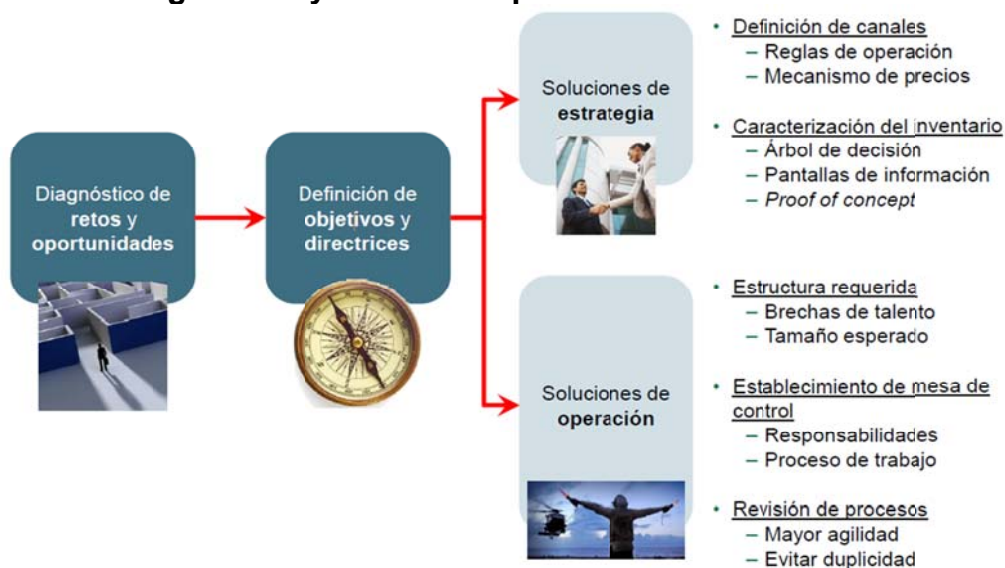 Diagnóstico de
retos y
oportunidades
Definición de
objetivos y
directrices
Soluciones de
estrategia
• Definición de canales
– Reglas de operación
– Mecanismo de precios
• Caracterización del inventario
– Árbol de decisión
– Pantallas de información
– Proof of concept
Soluciones de
operación
• Estructura requerida
– Brechas de talento
– Tamaño esperado
• Establecimiento de mesa de
control
– Responsabilidades
– Proceso de trabajo
• Revisión de procesos
– Mayor agilidad
– Evitar duplicidad